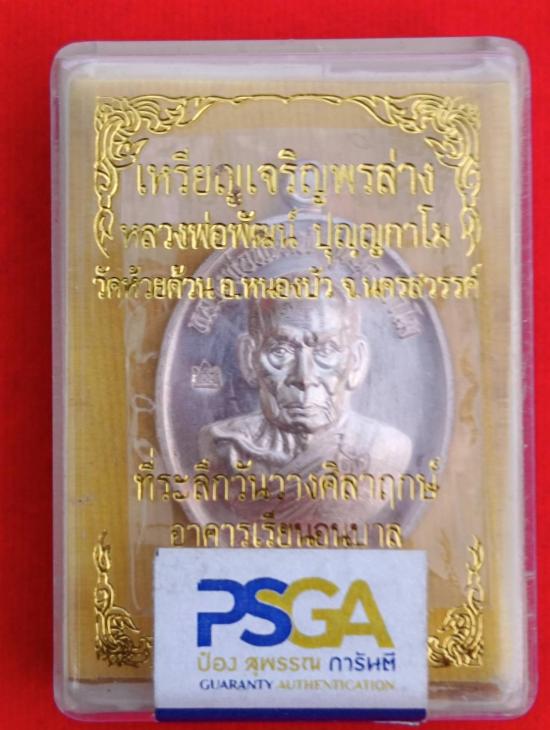 เหรียญเจริญพรล่าง
หลวงพ่อพัฒน์ ปุญญกาโม
วัดห้วยด้วน อ.หนองบัว จ.นครสวรรค์
ที่ระลึกวันวางศิลาฤกษ์
อาคารเรียนอนุบาล
PSGA
ป๋อง สุพรรณ การันตี
GUARANTY AUTHENTICATION